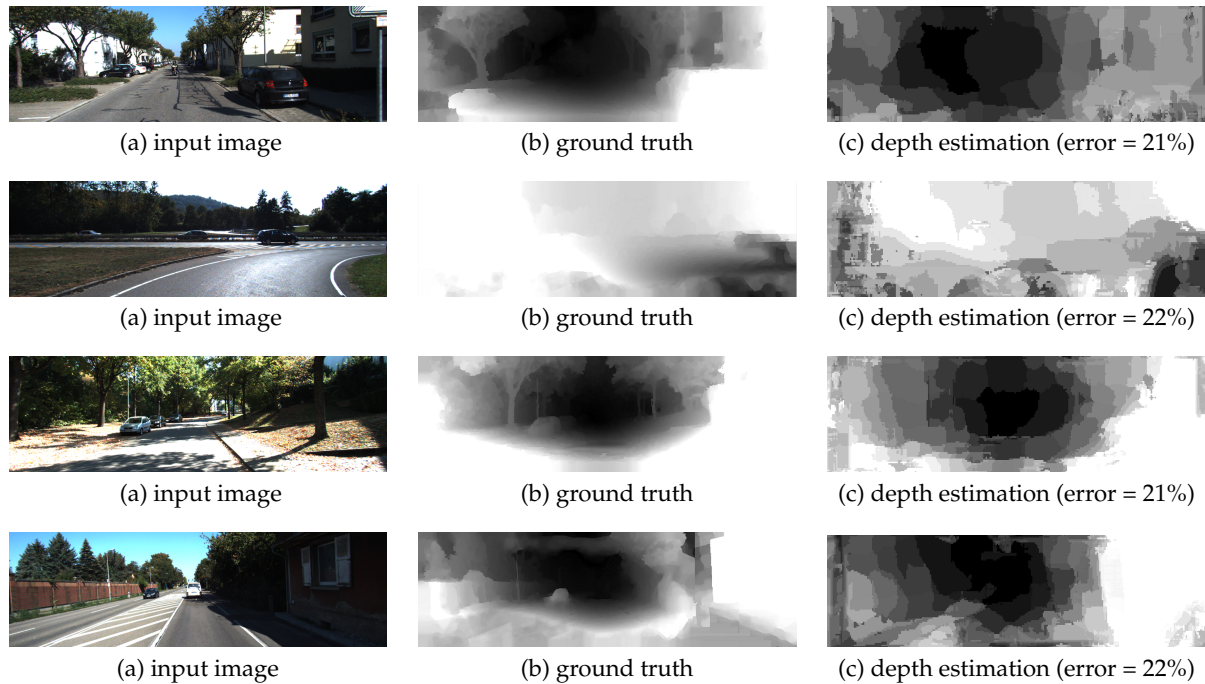 (a) input image (b) ground truth (c) depth estimation (error = 21%)
(a) input image (b) ground truth (c) depth estimation (error = 22%)
(a) input image (b) ground truth (c) depth estimation (error = 21%)
(a) input image (b) ground truth (c) depth estimation (error = 22%)